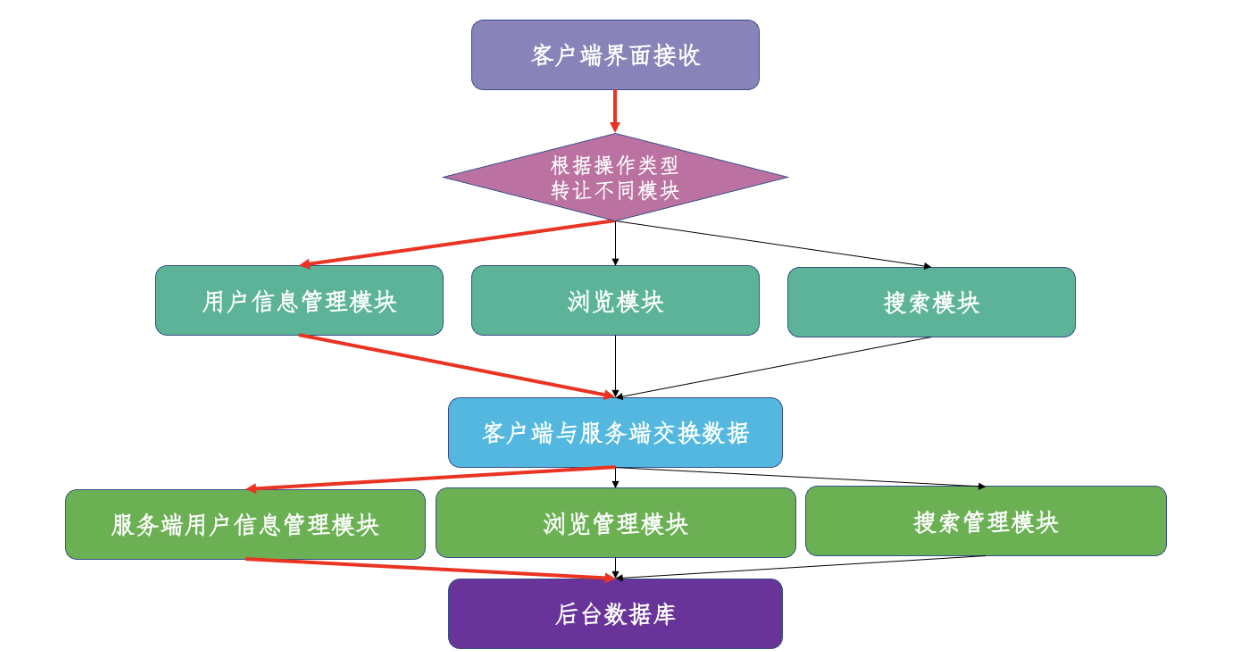 客户端界面接收
根据操作类型
转让不同模块
用户信息管理模块
浏览模块
搜索模块
客户端与服务端交换数据
服务端用户信息管理模块
浏览管理模块
搜索管理模块
后台数据库